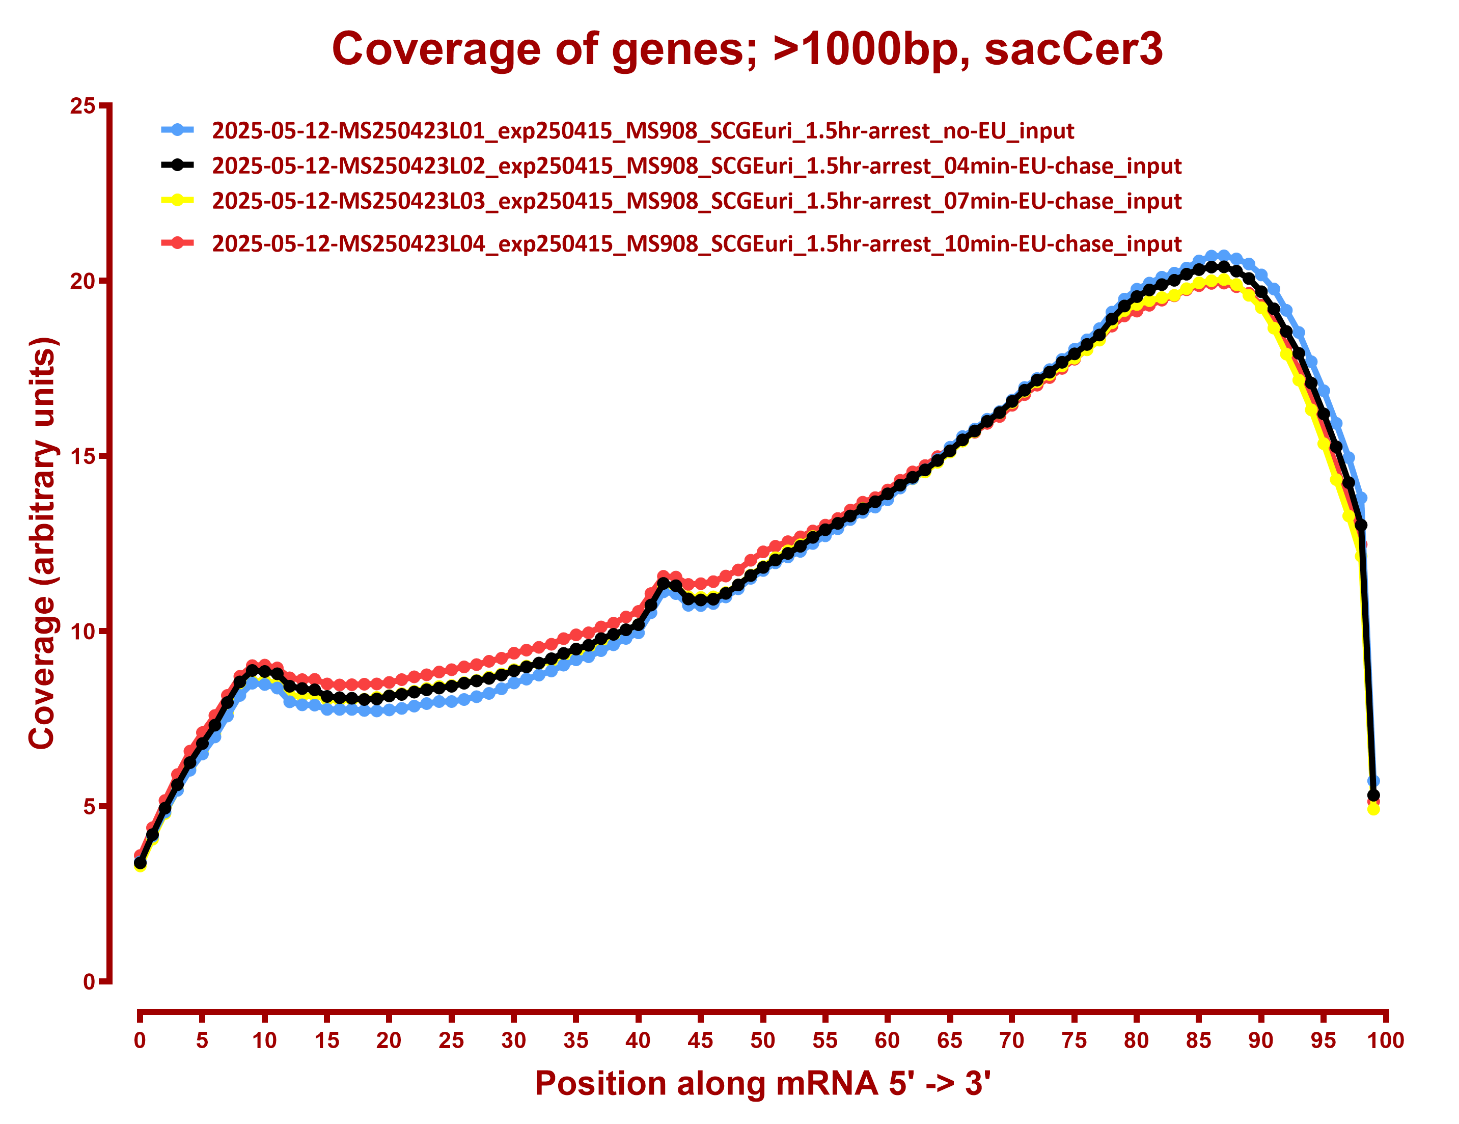 Coverage of genes; >1000bp, sacCer3
25
2025-05-12-MS250423L01_exp250415_MS908_SCGEuri_1.5hr-arrest_no-EU_input
2025-05-12-MS250423L02_exp250415_MS908_SCGEuri_1.5hr-arrest_04min-EU-chase_input
2025-05-12-MS250423L03_exp250415_MS908_SCGEuri_1.5hr-arrest_07min-EU-chase_input
2025-05-12-MS250423L04_exp250415_MS908_SCGEuri_1.5hr-arrest_10min-EU-chase_input
20
15
10
5
0
Coverage (arbitrary units)
0 5 10 15 20 25 30 35 40 45 50 55 60 65 70 75 80 85 90 95 100
Position along mRNA 5' -> 3'